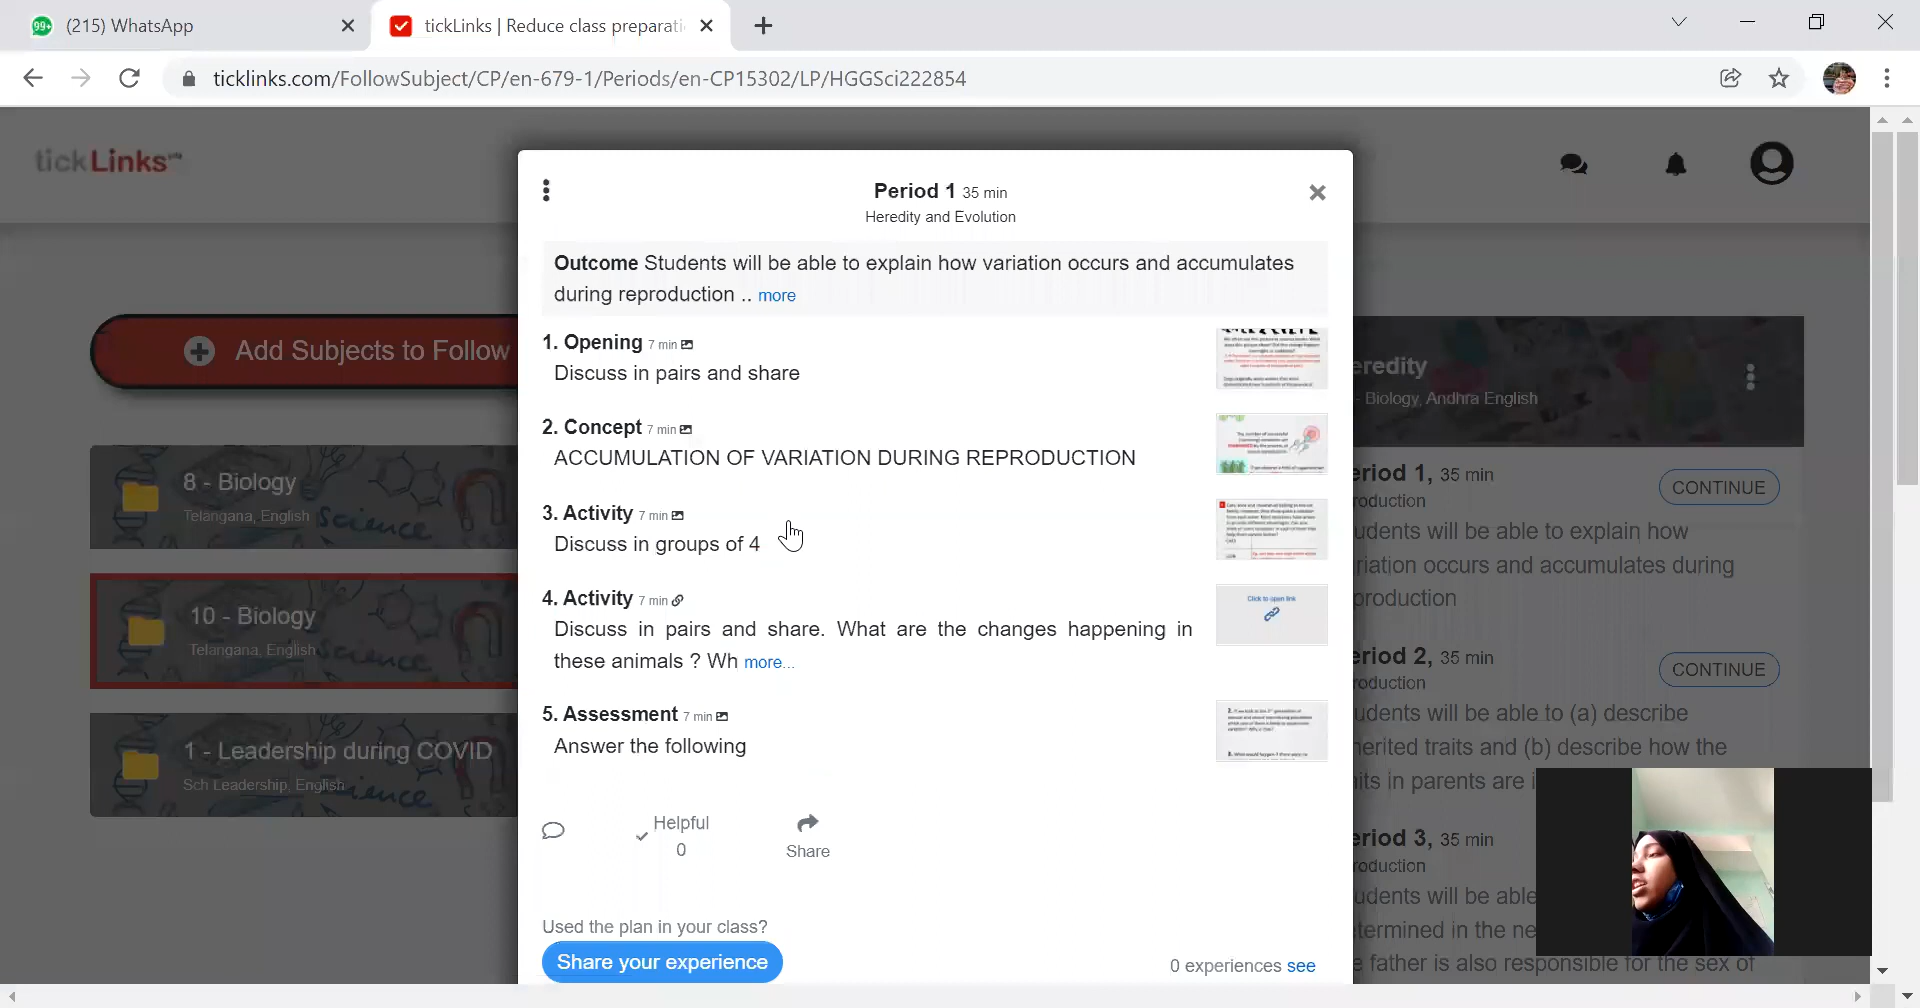 (215) WhatsApp
tickLinks | Reduce class preparati
ticklinks.com/FollowSubject/CP/en-679-1/Periods/en-CP15302/LP/HGGSci222854
tickLinks
Period 1 35 min
Heredity and Evolution
Outcome Students will be able to explain how variation occurs and accumulates
during reproduction .. more
1. Opening 7 min
Discuss in pairs and share
2. Concept 7 min
ACCUMULATION OF VARIATION DURING REPRODUCTION
3. Activity 7 min
Discuss in groups of 4
4. Activity 7 min
Discuss in pairs and share. What are the changes happening in
these animals ? Wh more...
Click to open link
5. Assessment 7 min
Answer the following
Helpful
0
Share
Used the plan in your class?
Share your experience
0 experiences see
Add Subjects to Follow
8 - Biology
Telangana, English
10 - Biology
Telangana, English
1 - Leadership during COVID
Sch Leadership, English
eredity
- Biology, Andhra English
eriod 1, 35 min
CONTINUE
roduction
udents will be able to explain how
riation occurs and accumulates during
production
eriod 2, 35 min
CONTINUE
roduction
udents will be able to (a) describe
herited traits and (b) describe how the
aits in parents are i
eriod 3, 35 min
roduction
udents will be able
termined in the ne
e father is also responsible for the sex of